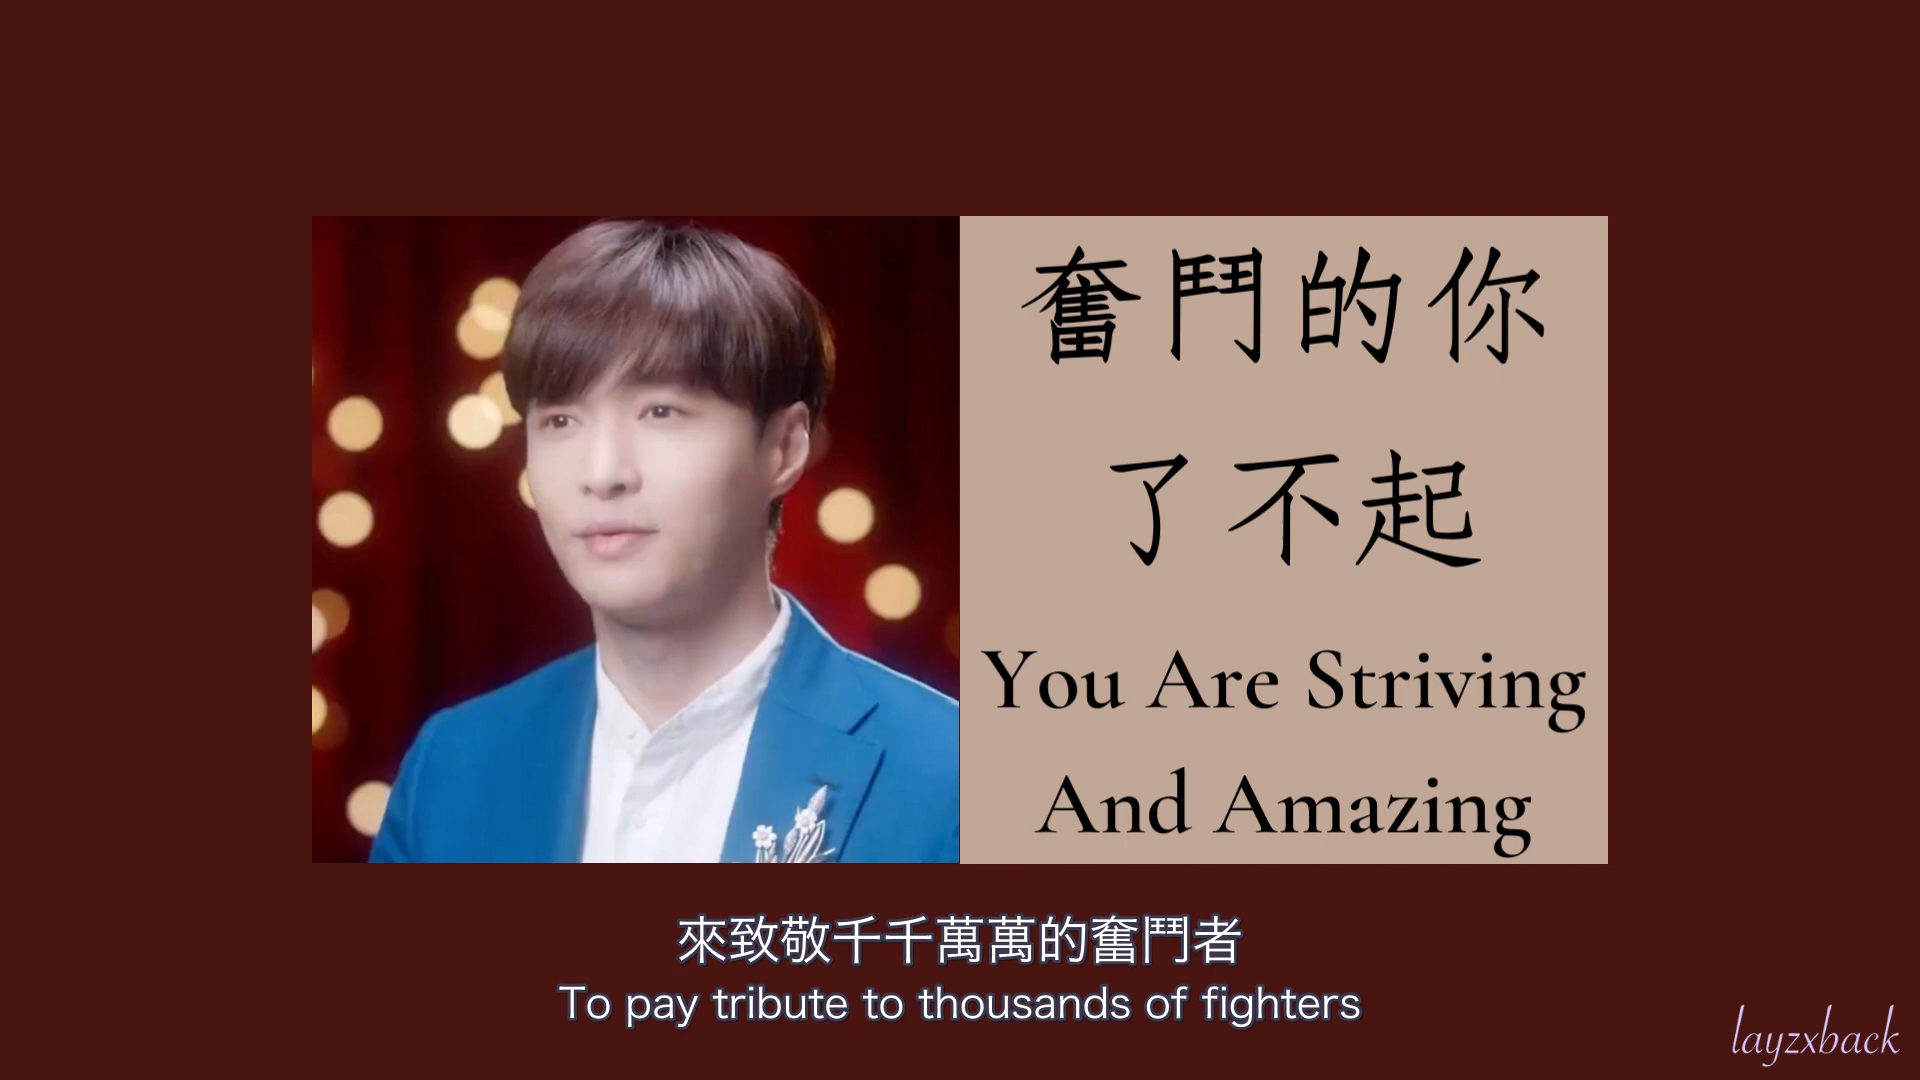 奮鬥的你
了不起
You Are Striving
And Amazing
來致敬千千萬萬的奮鬥者
To pay tribute to thousands of fighters
layzxback